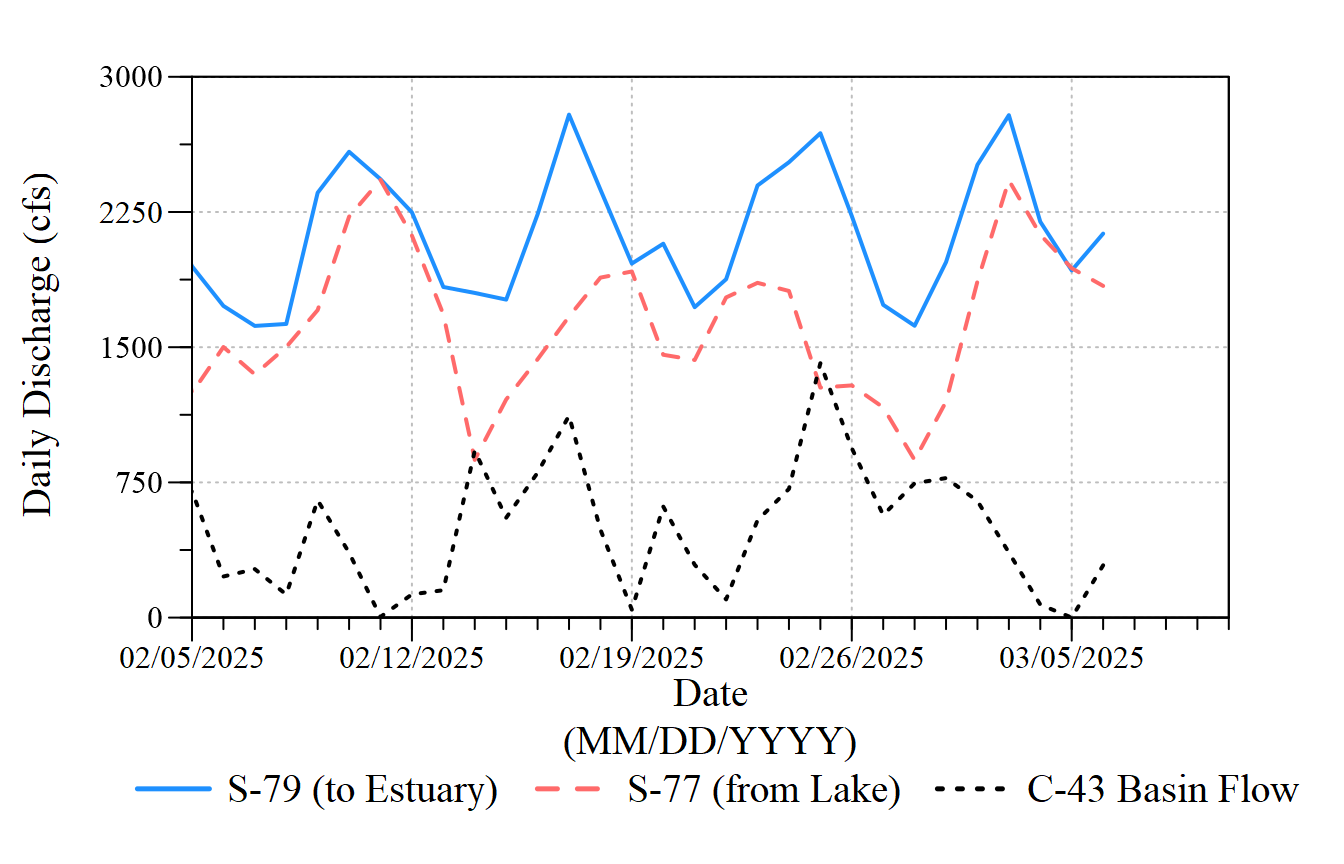 3000
2250
1500
750
0
Daily Discharge (cfs)
02/05/2025 02/12/2025 02/19/2025 02/26/2025 03/05/2025
Date
(MM/DD/YYYY)
S-79 (to Estuary) S-77 (from Lake) C-43 Basin Flow